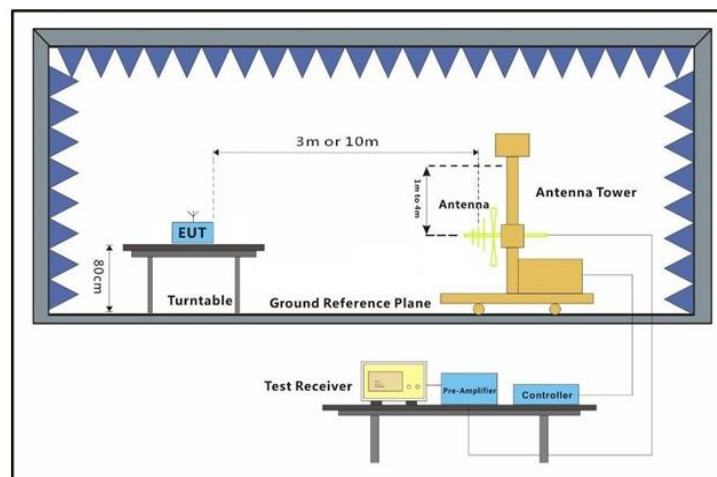 3m or 10m
1m to 4m
Antenna
Antenna Tower
EUT
80cm
Turntable
Ground Reference Plane
Test Receiver
Pre-Amplifier
Controller